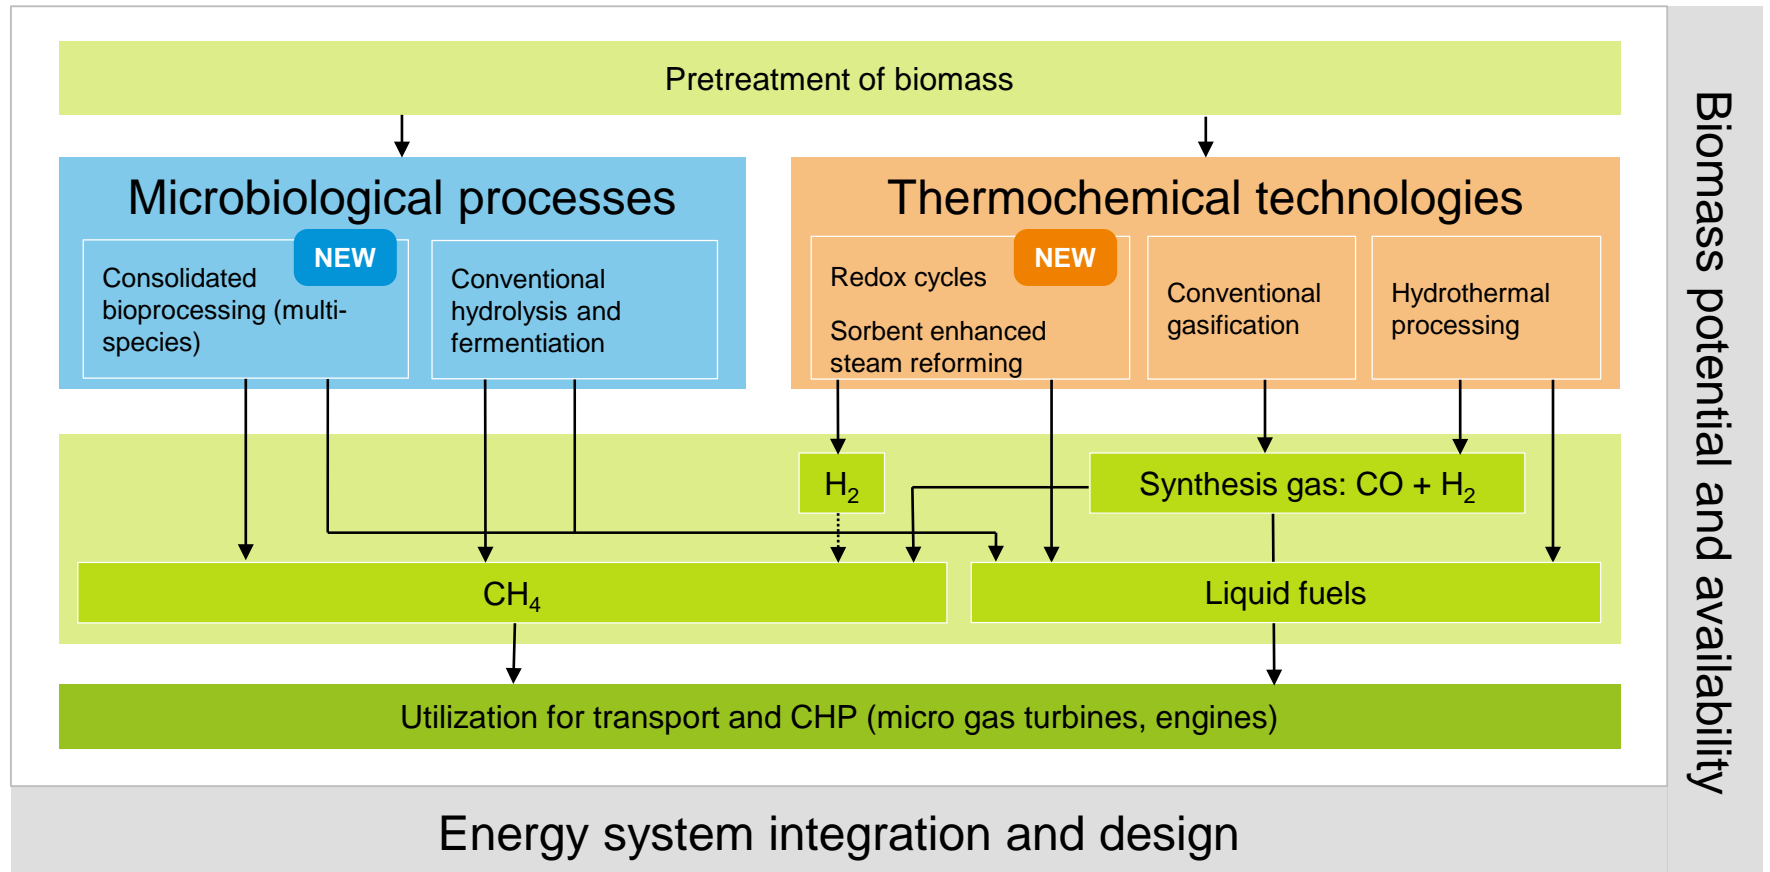 Pretreatment of biomass
Microbiological processes
NEW
Consolidated
bioprocessing (multi-
species)
Conventional
hydrolysis and
fermentiation
Thermochemical technologies
NEW
Redox cycles
Sorbent enhanced
steam reforming
Conventional
gasification
Hydrothermal
processing
H₂
Synthesis gas: CO + H₂
CH₄
Liquid fuels
Utilization for transport and CHP (micro gas turbines, engines)
Energy system integration and design
Biomass potential and availability